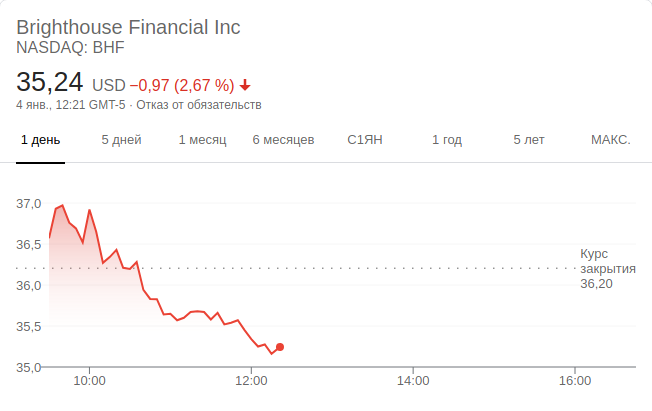 Brighthouse Financial Inc
NASDAQ: BHF
35,24 USD −0,97 (2,67 %)
4 янв., 12:21 GMT-5 · Отказ от обязательств
1 день 5 дней 1 месяц 6 месяцев С1ЯН 1 год 5 лет МАКС.
37,0
36,5
Курс
закрытия
36,20
36,0
35,5
35,0
10:00 12:00 14:00 16:00